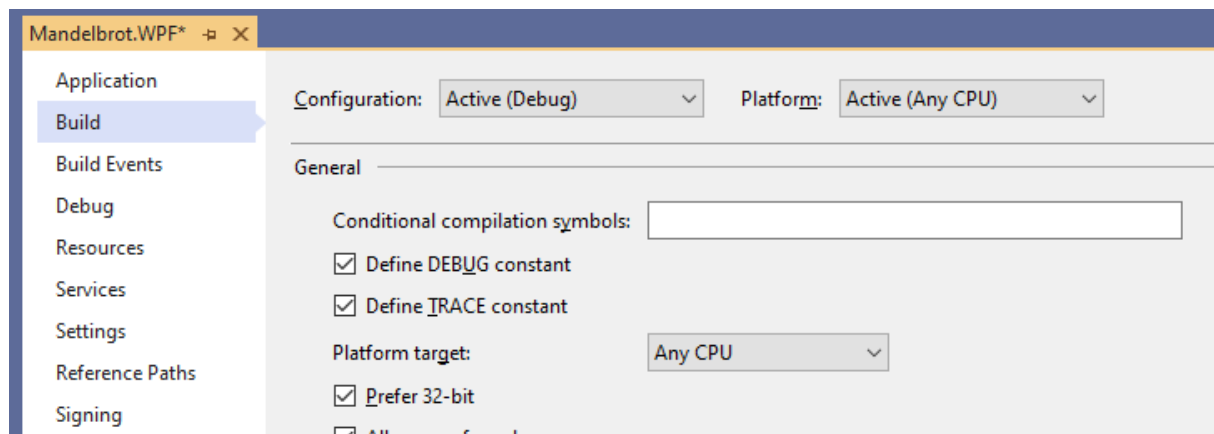 Mandelbrot.WPF*
Application
Build
Build Events
Debug
Resources
Services
Settings
Reference Paths
Signing
Configuration: Active (Debug) Platform: Active (Any CPU)
General
Conditional compilation symbols:
Define DEBUG constant
Define TRACE constant
Platform target: Any CPU
Prefer 32-bit